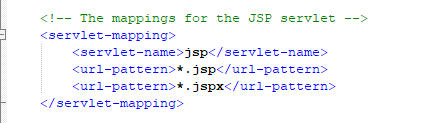 <!-- The mappings for the JSP servlet -->
<servlet-mapping>
<servlet-name>jsp</servlet-name>
<url-pattern>*.jsp</url-pattern>
<url-pattern>*.jspx</url-pattern>
</servlet-mapping>